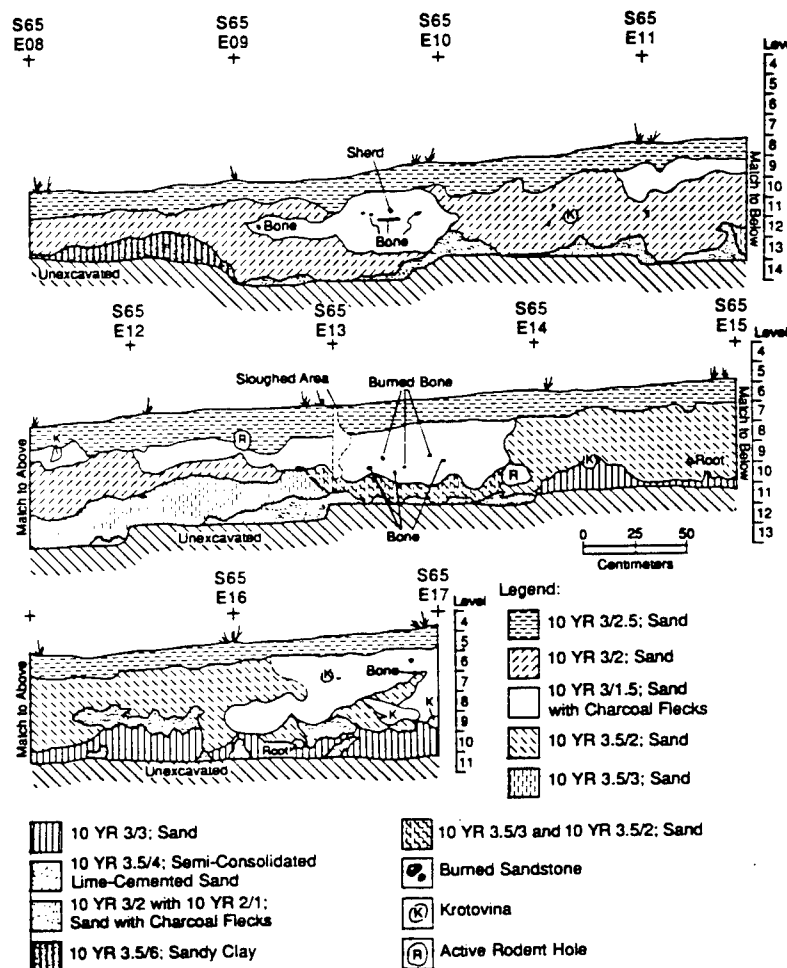 S65 S65 S65 S65
E08 E09 E10 E11
Level
4
5
6
7
8
9
10
11
12
13
14
Sherd
Bone
Bone
K
Unexcavated
Match to Below
S65 S65 S65 S65
E12 E13 E14 E15
Level
4
5
6
7
8
9
10
11
12
13
Sloughed Area
Burned Bone
K
R
R
K
Root
Bone
Match to Above
Match to Below
Unexcavated
0 25 50
Centimeters
S65 S65
E16 E17
Level
4
5
6
7
8
9
10
11
K
Bone
K
K
Root
Match to Above
Unexcavated
Legend:
10 YR 3/2.5; Sand
10 YR 3/2; Sand
10 YR 3/1.5; Sand
with Charcoal Flecks
10 YR 3.5/2; Sand
10 YR 3.5/3; Sand
10 YR 3/3; Sand
10 YR 3.5/4; Semi-Consolidated
Lime-Cemented Sand
10 YR 3/2 with 10 YR 2/1;
Sand with Charcoal Flecks
10 YR 3.5/6; Sandy Clay
10 YR 3.5/3 and 10 YR 3.5/2; Sand
Burned Sandstone
K Krotovina
R Active Rodent Hole